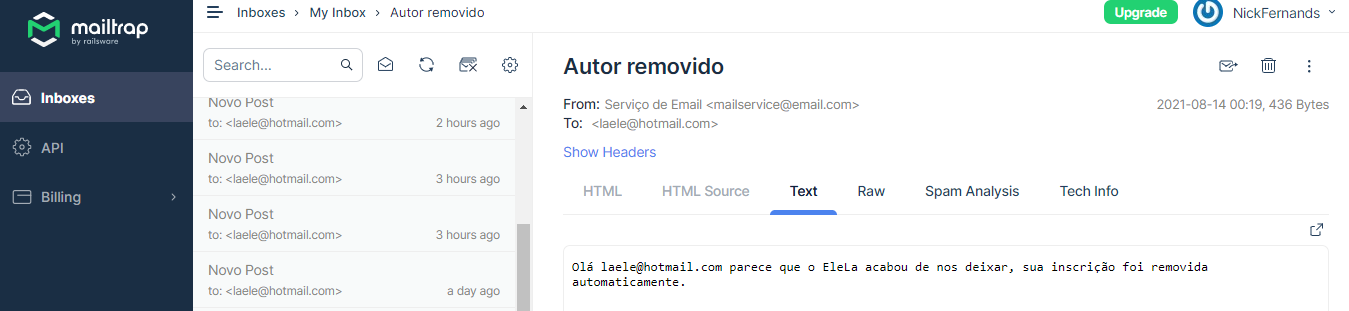 mailtrap
by railsware
Inboxes
API
Billing
Inboxes > My Inbox > Autor removido
Upgrade
NickFernands
Search...
Novo Post
to: <laele@hotmail.com> 2 hours ago
Novo Post
to: <laele@hotmail.com> 3 hours ago
Novo Post
to: <laele@hotmail.com> 3 hours ago
Novo Post
to: <laele@hotmail.com> a day ago
Autor removido
From: Serviço de Email <mailservice@email.com> 2021-08-14 00:19, 436 Bytes
To: <laele@hotmail.com>
Show Headers
HTML HTML Source Text Raw Spam Analysis Tech Info
Olá laele@hotmail.com parece que o EleLa acabou de nos deixar, sua inscrição foi removida
automaticamente.